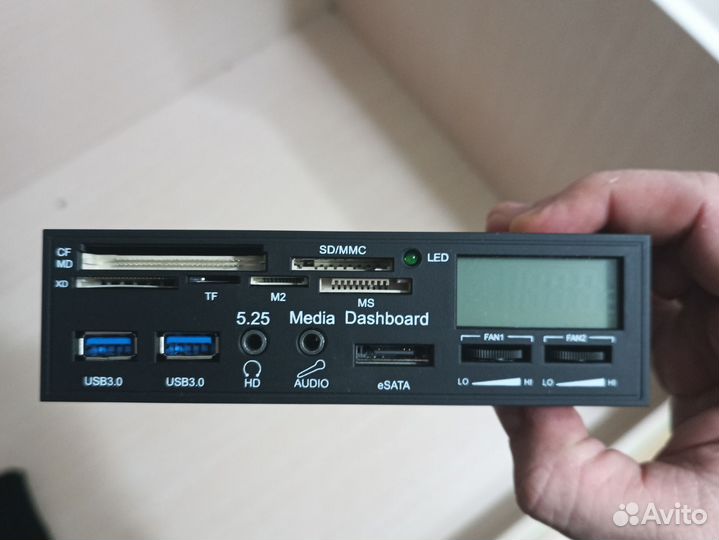 CF
MD
SD/MMC
LED
XD
TF
M2
MS
5.25 Media Dashboard
FAN1
FAN2
USB3.0
USB3.0
HD
AUDIO
eSATA
LO
HI
LO
HI
Avito